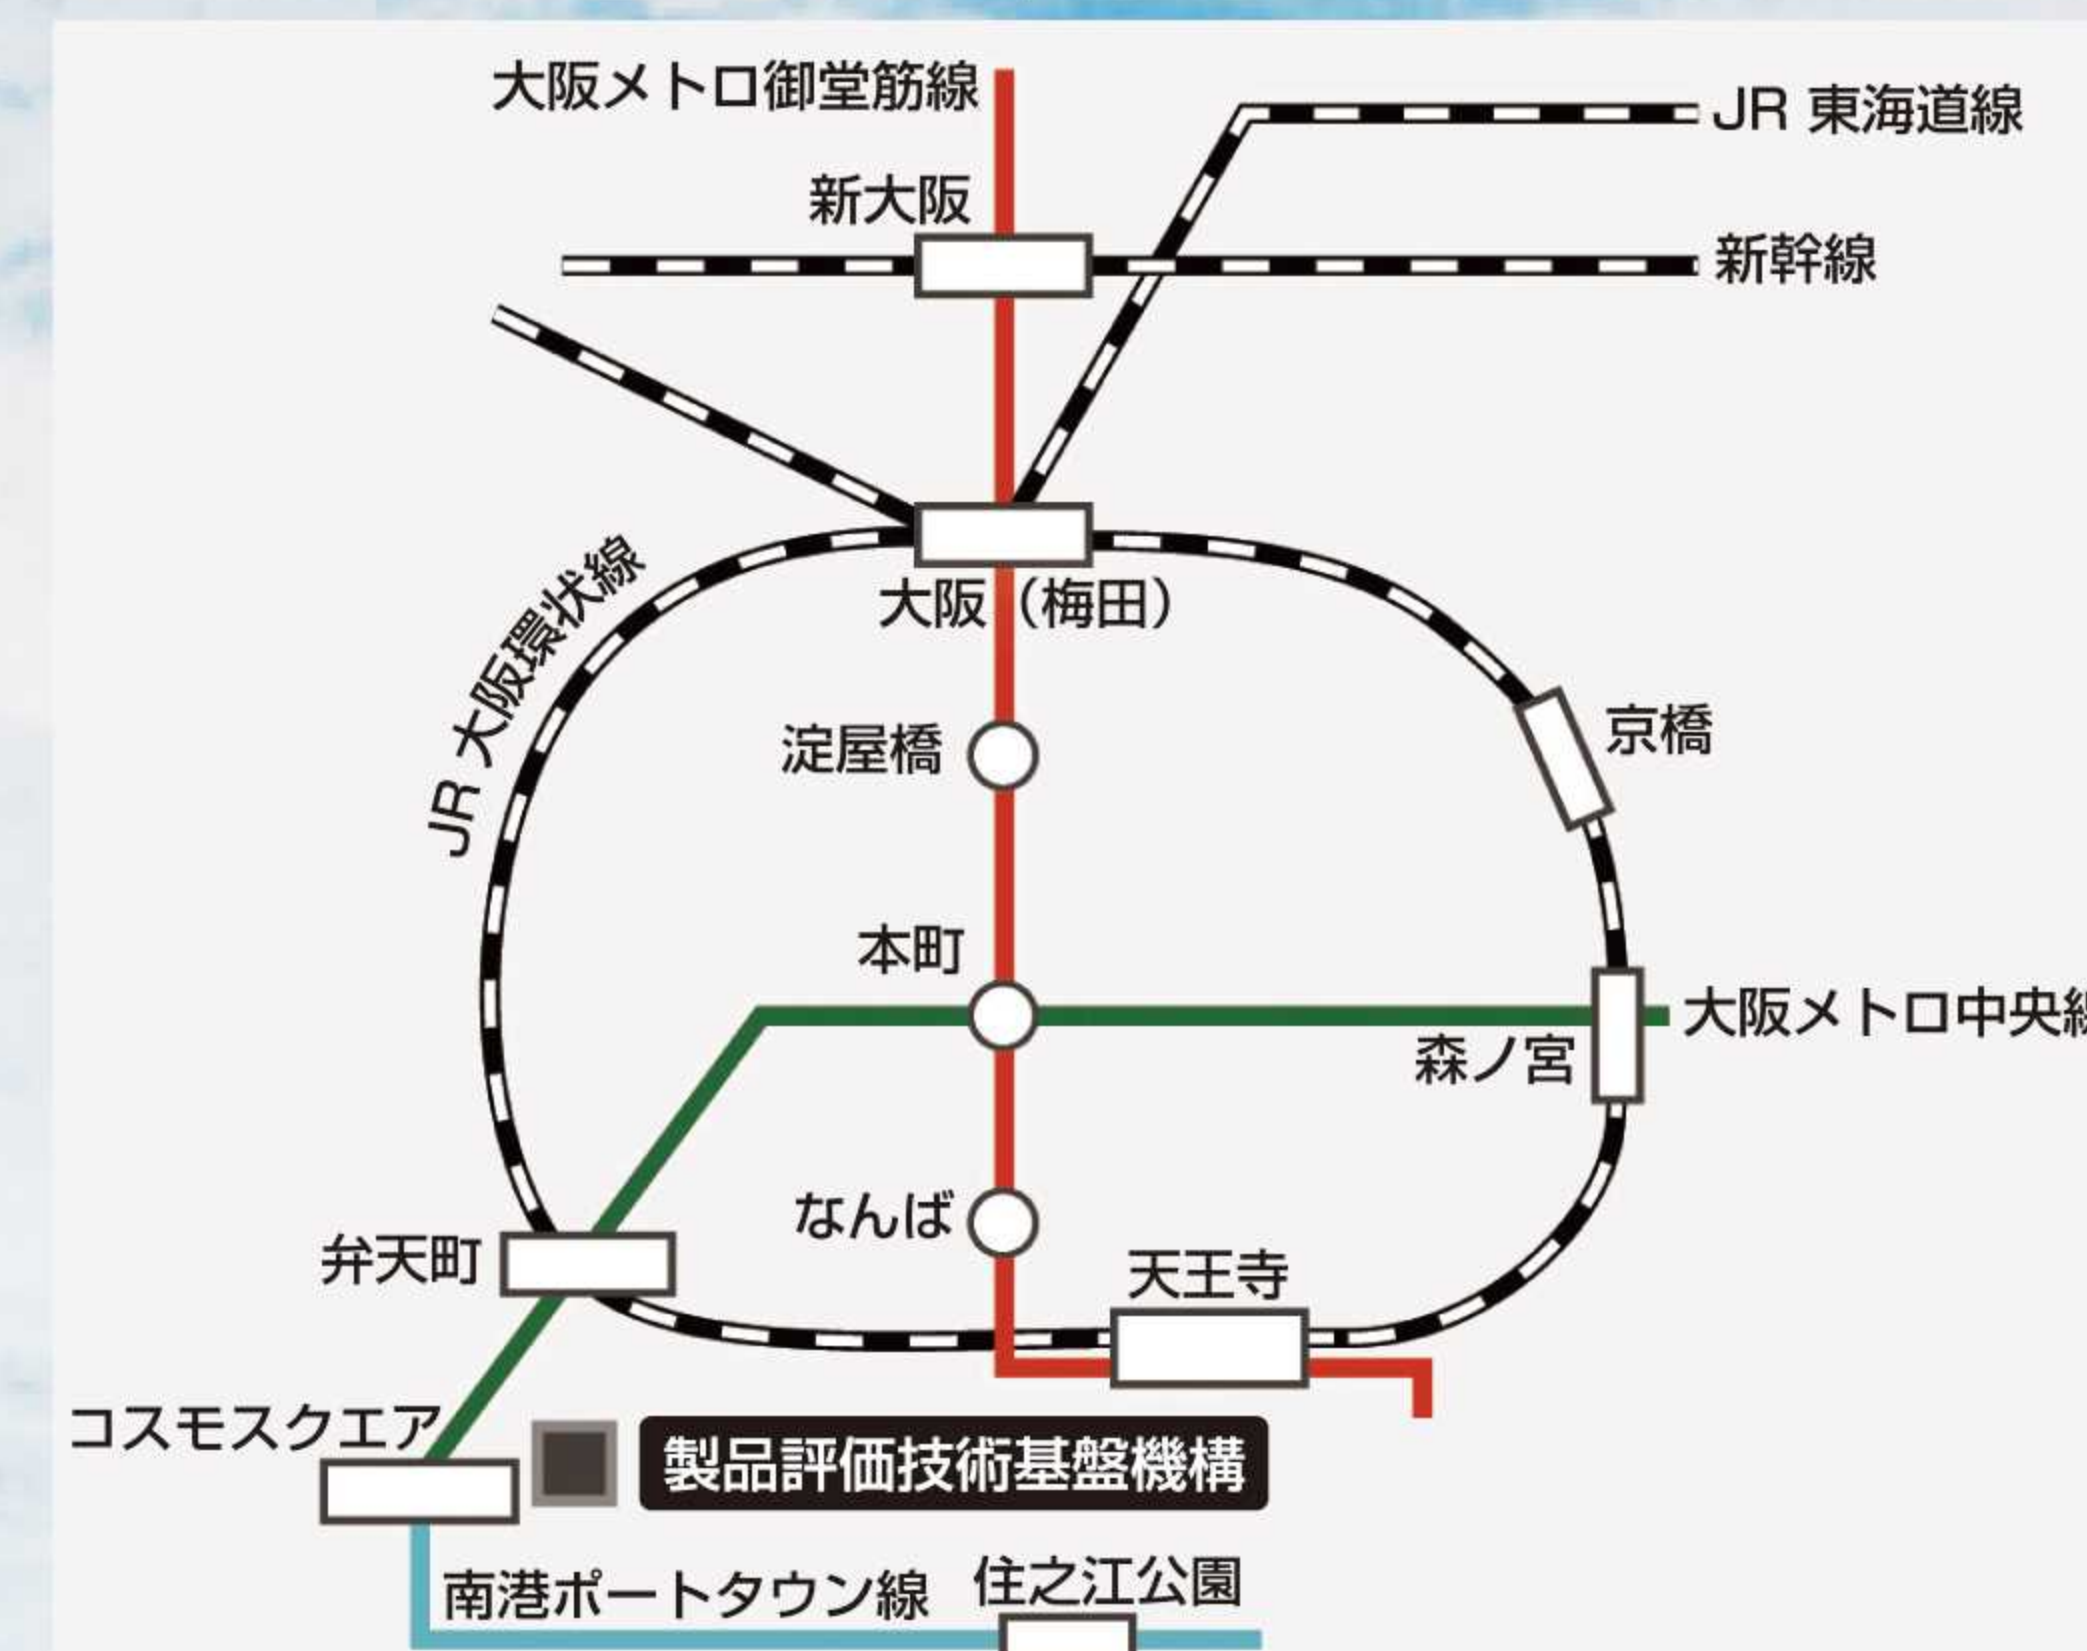 大阪メトロ御堂筋線
JR 東海道線
新大阪
新幹線
JR 大阪環状線
大阪（梅田）
京橋
淀屋橋
本町
大阪メトロ中央線
森ノ宮
なんば
弁天町
天王寺
コスモスクエア
製品評価技術基盤機構
南港ポートタウン線
住之江公園